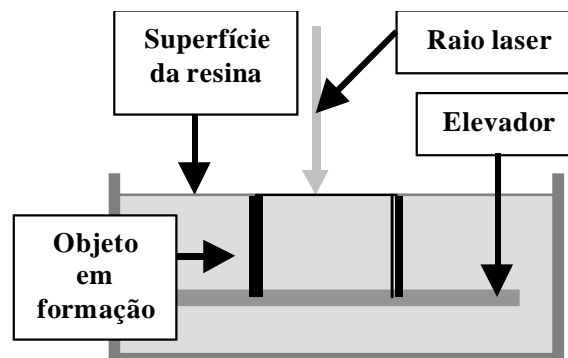 Superfície
da resina
Raio laser
Elevador
Objeto
em
formação